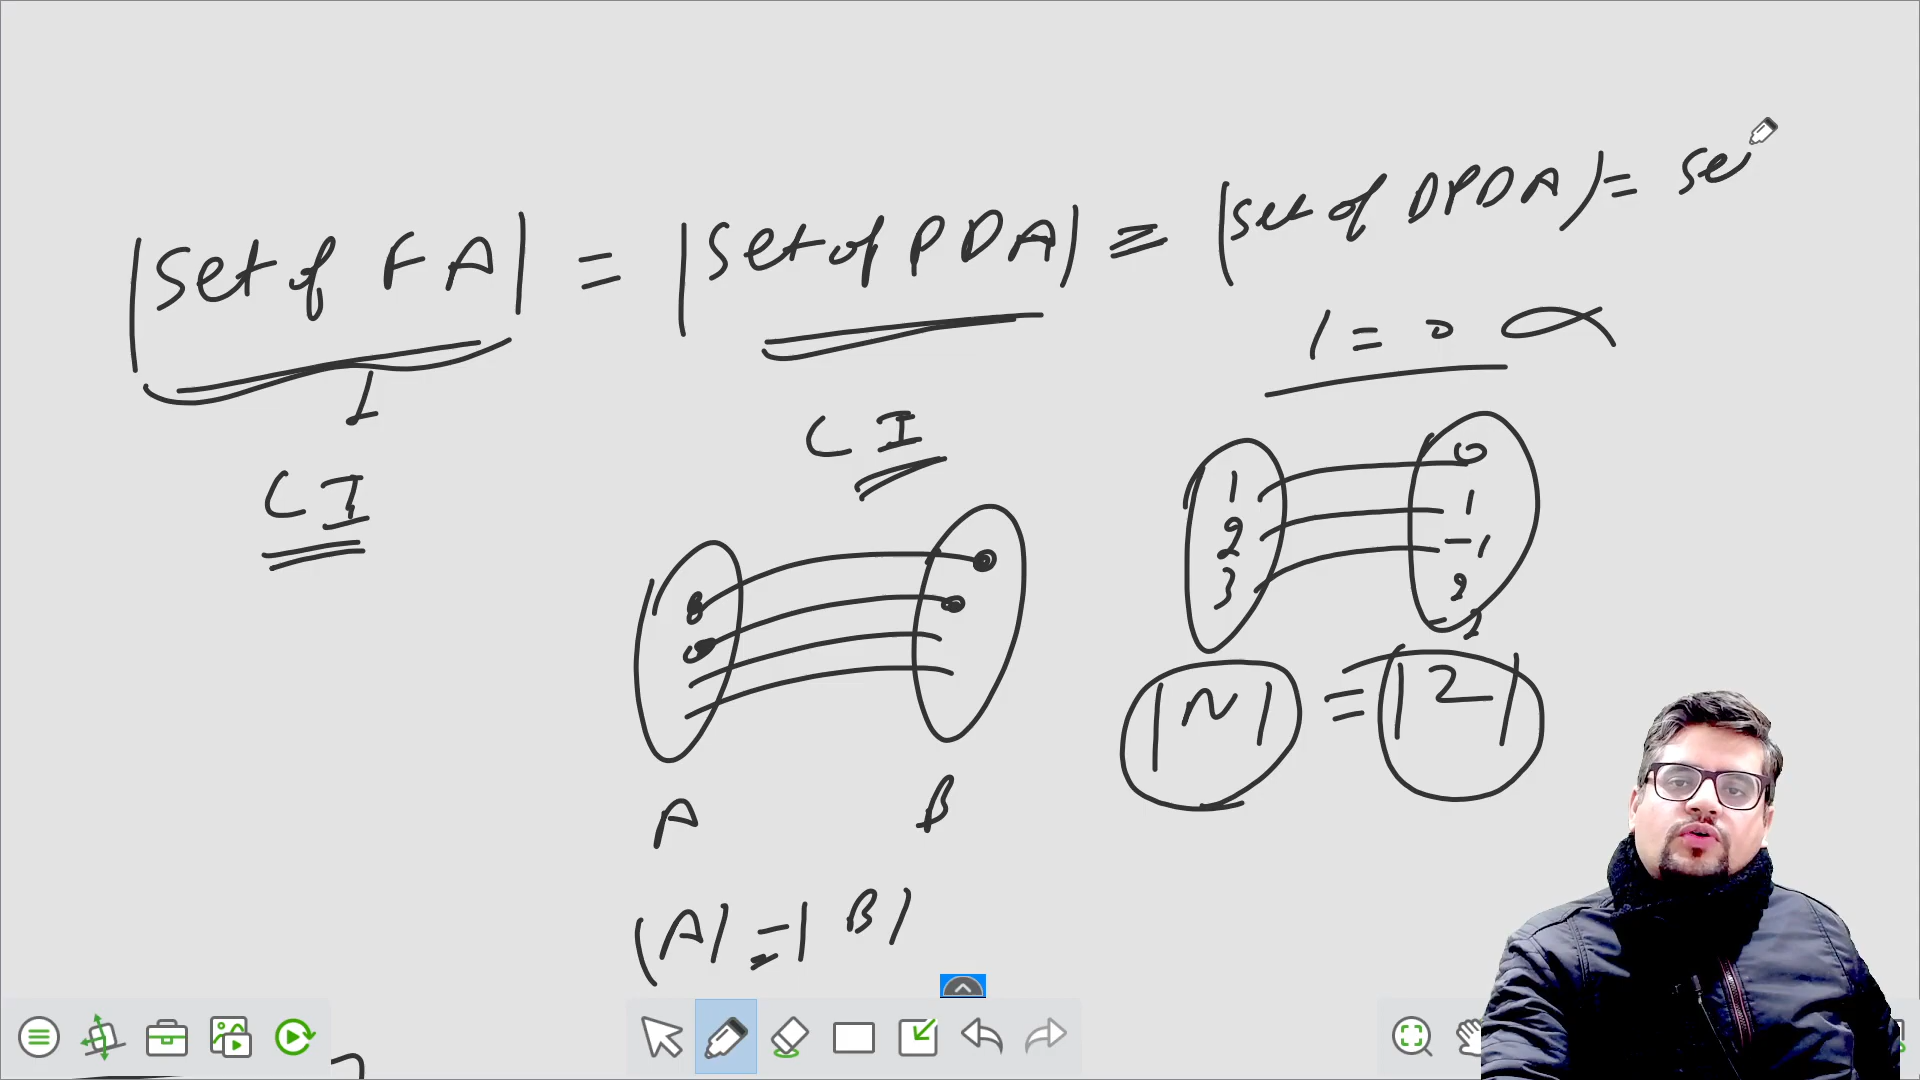 |Set of FA| = |Set of PDA| = |Set of DPDA| = Se
1 = 0
I
CI
CI
1
2
3
0
1
-1
2
-2
|N| = |Z|
A
B
|A| = |B|